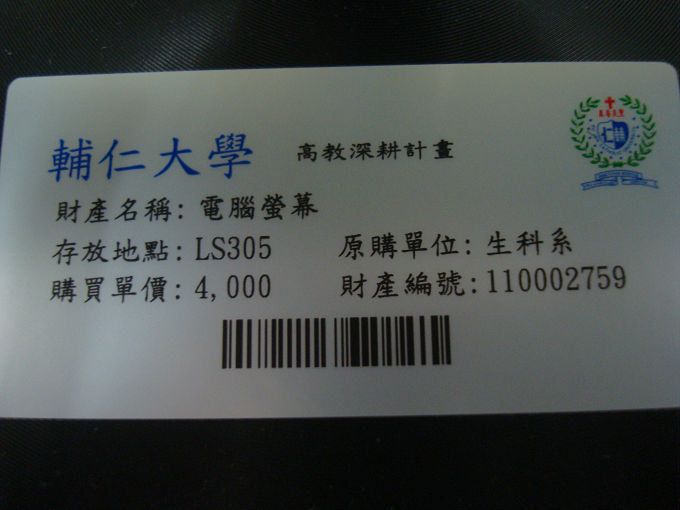 輔仁大學 高教深耕計畫
財產名稱: 電腦螢幕
存放地點: LS305 原購單位: 生科系
購買單價: 4,000 財產編號: 110002759